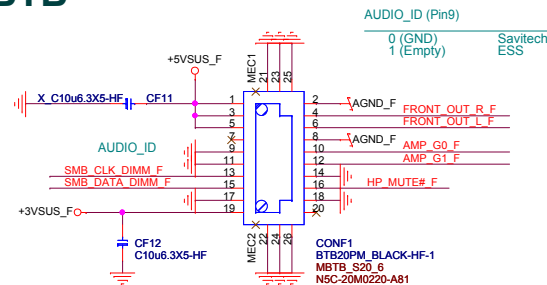 BTB
AUDIO_ID (Pin9)
0 (GND) Savitech
1 (Empty) ESS
+5VSUS_F
MEC1
21 23 25
X_C10u6.3X5-HF CF11
1 2 AGND_F
3 4 FRONT_OUT_R_F
5 6 FRONT_OUT_L_F
7 8 AGND_F
AUDIO_ID 9 10 AMP_G0_F
11 12 AMP_G1_F
SMB_CLK_DIMM_F 13 14
SMB_DATA_DIMM_F 15 16 HP_MUTE#_F
17 18
+3VSUS_F 19 20
MEC2
22 24 26
CF12
C10u6.3X5-HF
CONF1
BTB20PM_BLACK-HF-1
MBTB_S20_6
N5C-20M0220-A81